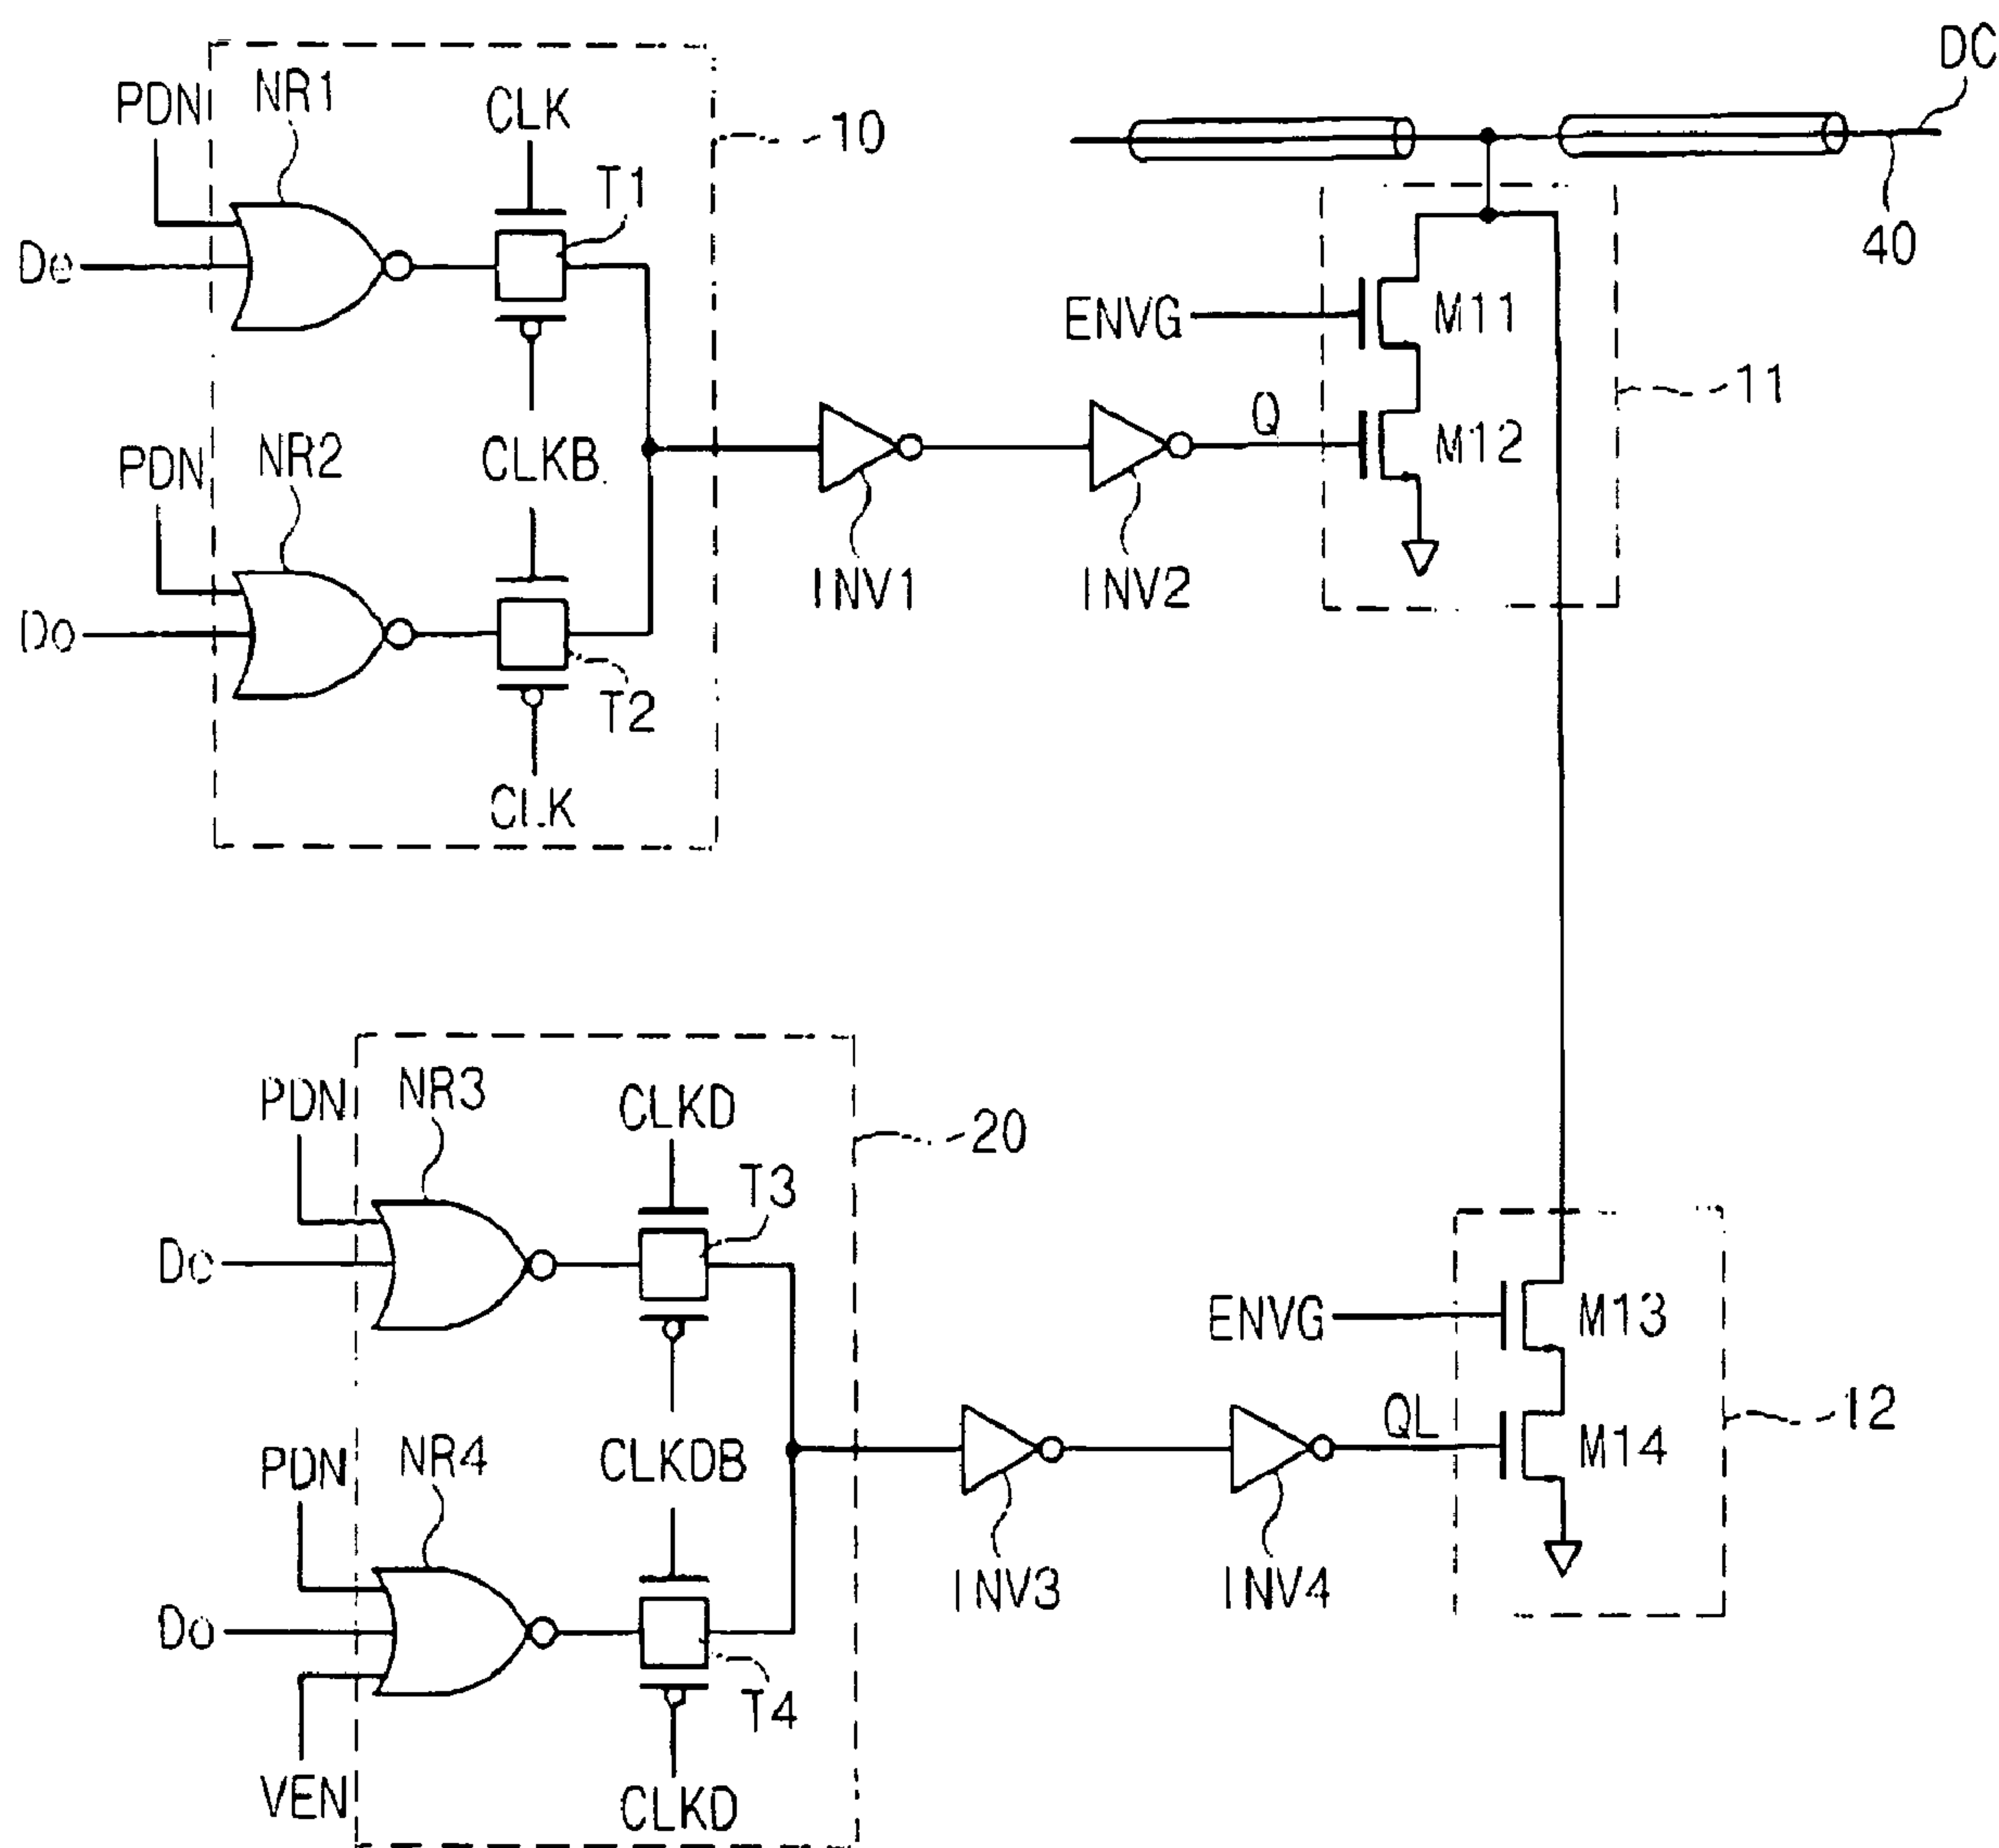 DC
PDN
NR1
CLK
10
T1
De
40
ENVG
M11
11
PDN
NR2
CLKB
Q
M12
INV1
INV2
Do
T2
CLK
PDN
NR3
CLKD
20
T3
ENVG
M13
PDN
NR4
CLKDB
QL
M14
12
INV3
INV4
Do
T4
VEN
CLKD